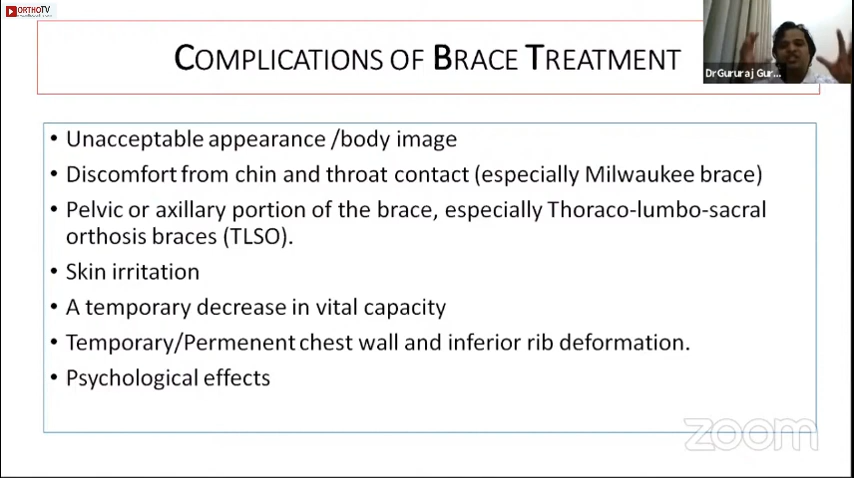 ORTHOTV
COMPLICATIONS OF BRACE TREATMENT
Dr Gururaj Gur...
• Unacceptable appearance /body image
• Discomfort from chin and throat contact (especially Milwaukee brace)
• Pelvic or axillary portion of the brace, especially Thoraco-lumbo-sacral
orthosis braces (TLSO).
• Skin irritation
• A temporary decrease in vital capacity
• Temporary/Permenent chest wall and inferior rib deformation.
• Psychological effects
zoom